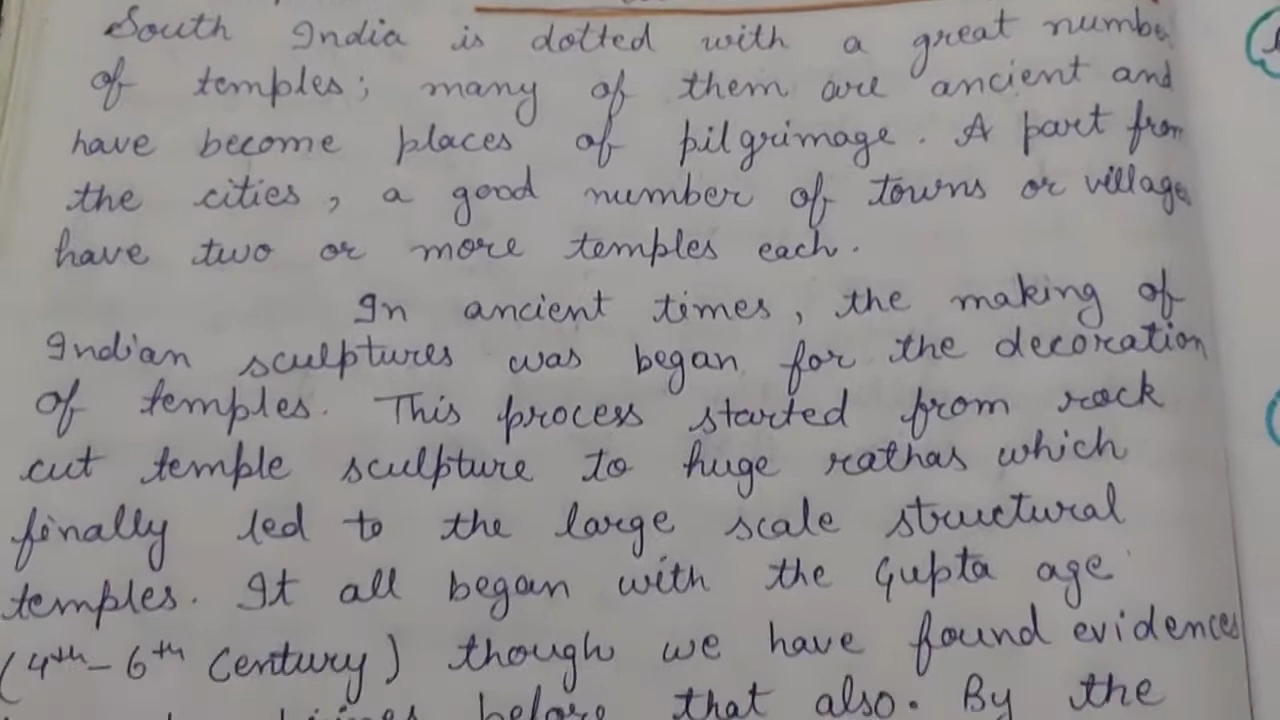 South India is dotted with a great numbe
of temples; many of them are ancient and
have become places of pilgrimage. A part from
the cities, a good number of towns or village
have two or more temples each.
In ancient times, the making of
Indian sculptures was began for the decoration
of temples. This process started from rock
cut temple sculpture to huge rathas which
finally led to the large scale structural
temples. It all began with the Gupta age
(4th - 6th Century) though we have found evidences
before that also. By the